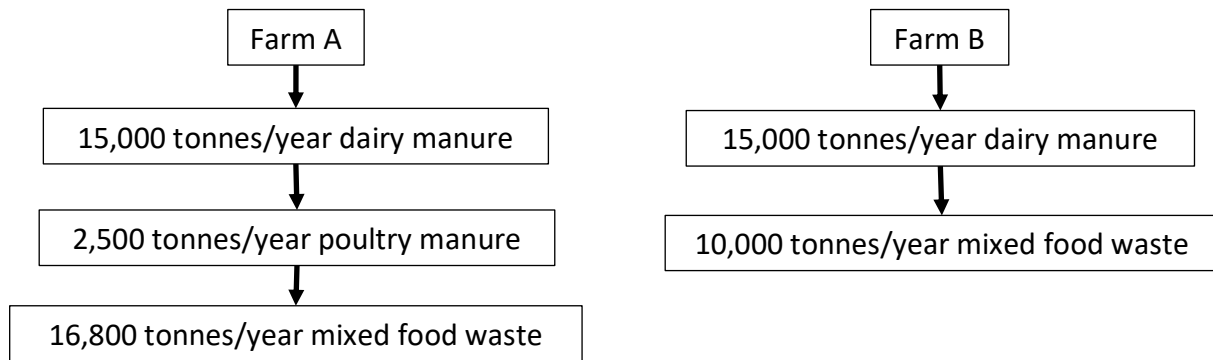 Farm A
15,000 tonnes/year dairy manure
2,500 tonnes/year poultry manure
16,800 tonnes/year mixed food waste
Farm B
15,000 tonnes/year dairy manure
10,000 tonnes/year mixed food waste